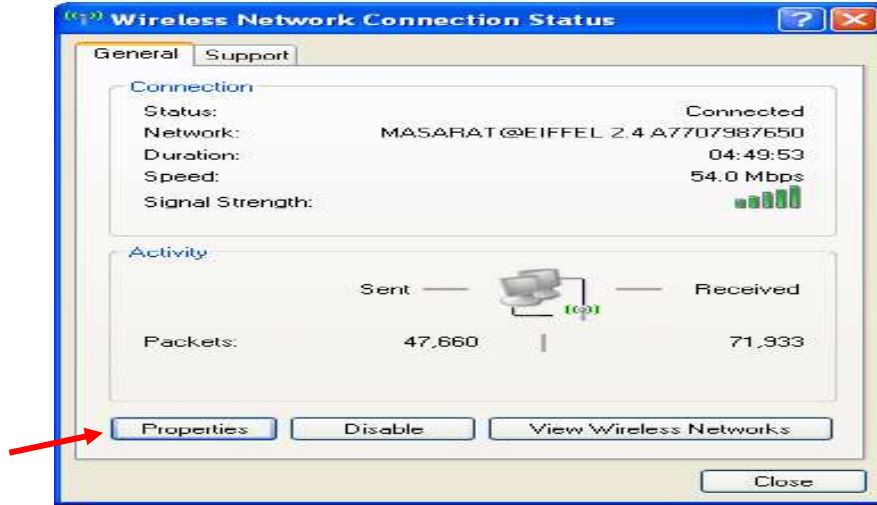 Wireless Network Connection Status
General Support
Connection
Status: Connected
Network: MASARAT@EIFFEL 2.4 A7707987650
Duration: 04:49:53
Speed: 54.0 Mbps
Signal Strength:
Activity
Sent — — Received
Packets: 47,660 | 71,933
Properties Disable View Wireless Networks
Close